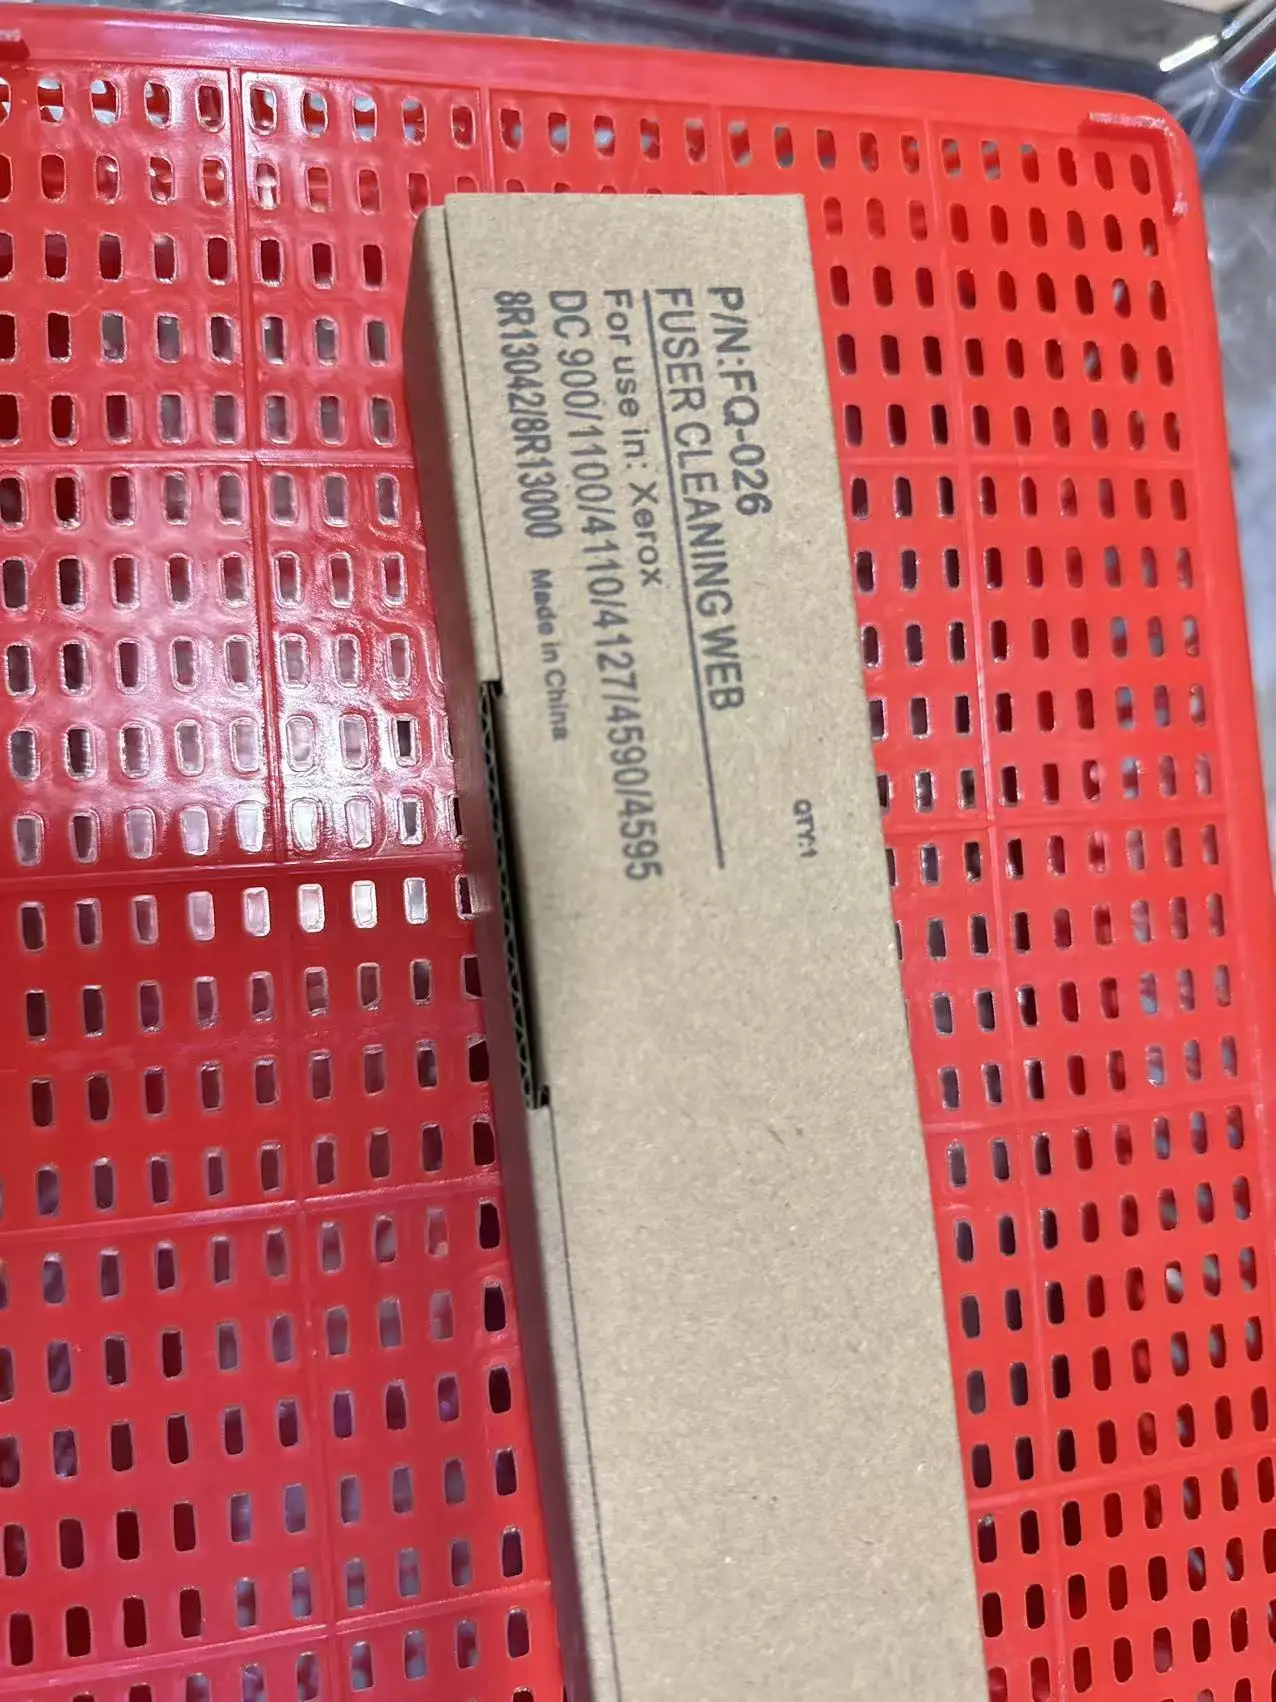 P/N:FQ-026
FUSER CLEANING WEB
QTY:1
For use in: Xerox
DC 900/1100/4110/4127/4590/4595
8R13042/8R13000 Made in China